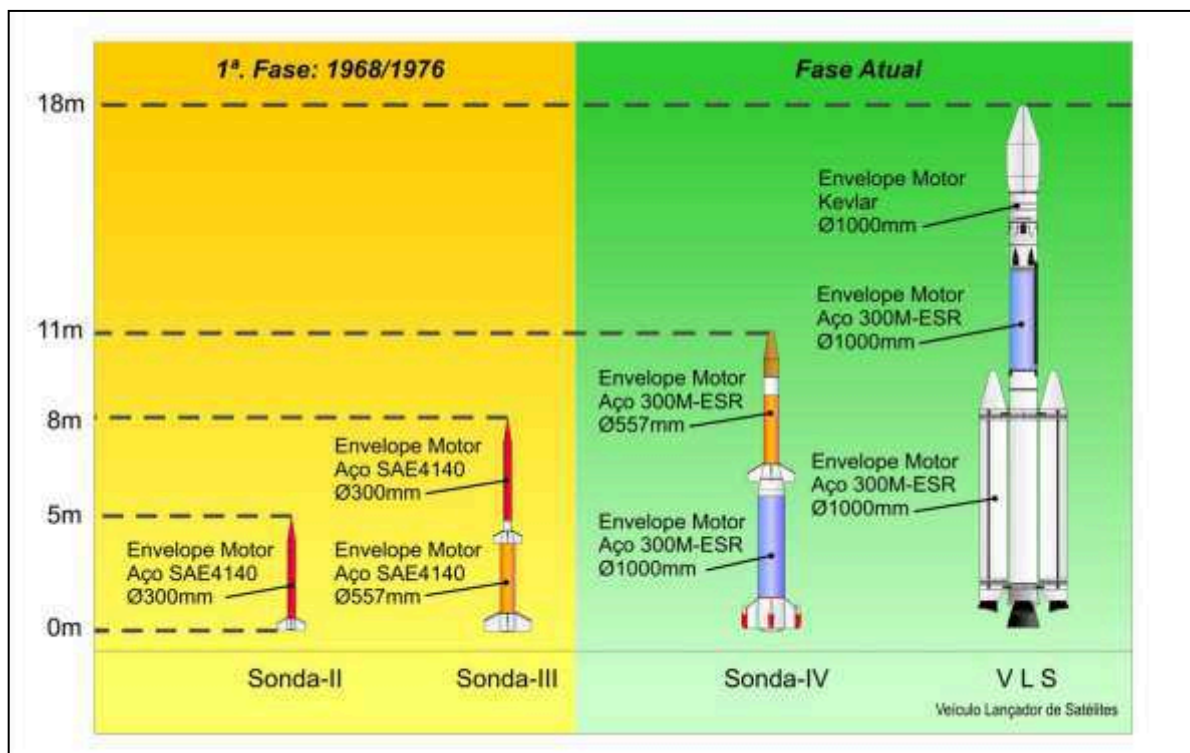 1ª. Fase: 1968/1976
Fase Atual
18m
11m
8m
5m
0m
Envelope Motor
Aço SAE4140
Ø300mm
Envelope Motor
Aço SAE4140
Ø300mm
Envelope Motor
Aço SAE4140
Ø557mm
Envelope Motor
Aço 300M-ESR
Ø557mm
Envelope Motor
Aço 300M-ESR
Ø1000mm
Envelope Motor
Kevlar
Ø1000mm
Envelope Motor
Aço 300M-ESR
Ø1000mm
Envelope Motor
Aço 300M-ESR
Ø1000mm
Sonda-II
Sonda-III
Sonda-IV
V L S
Veículo Lançador de Satélites